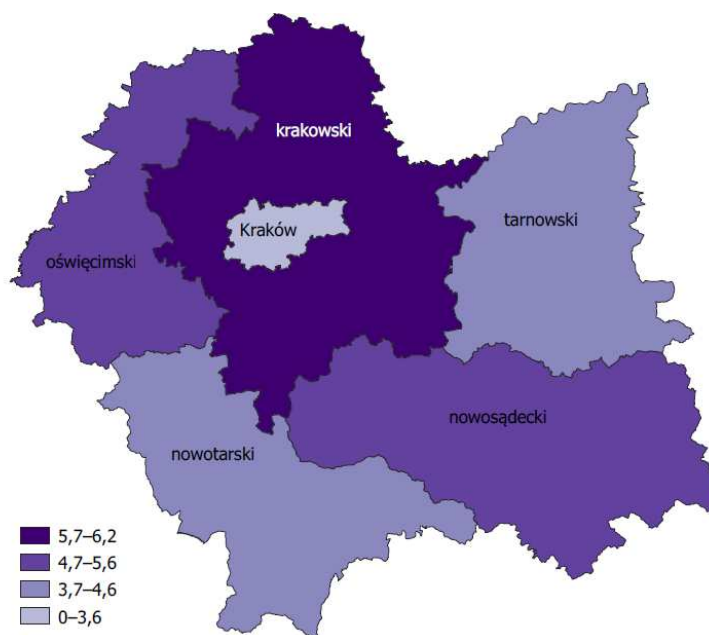 krakowski
Kraków
tarnowski
oświęcimski
nowosądecki
nowotarski
5,7–6,2
4,7–5,6
3,7–4,6
0–3,6